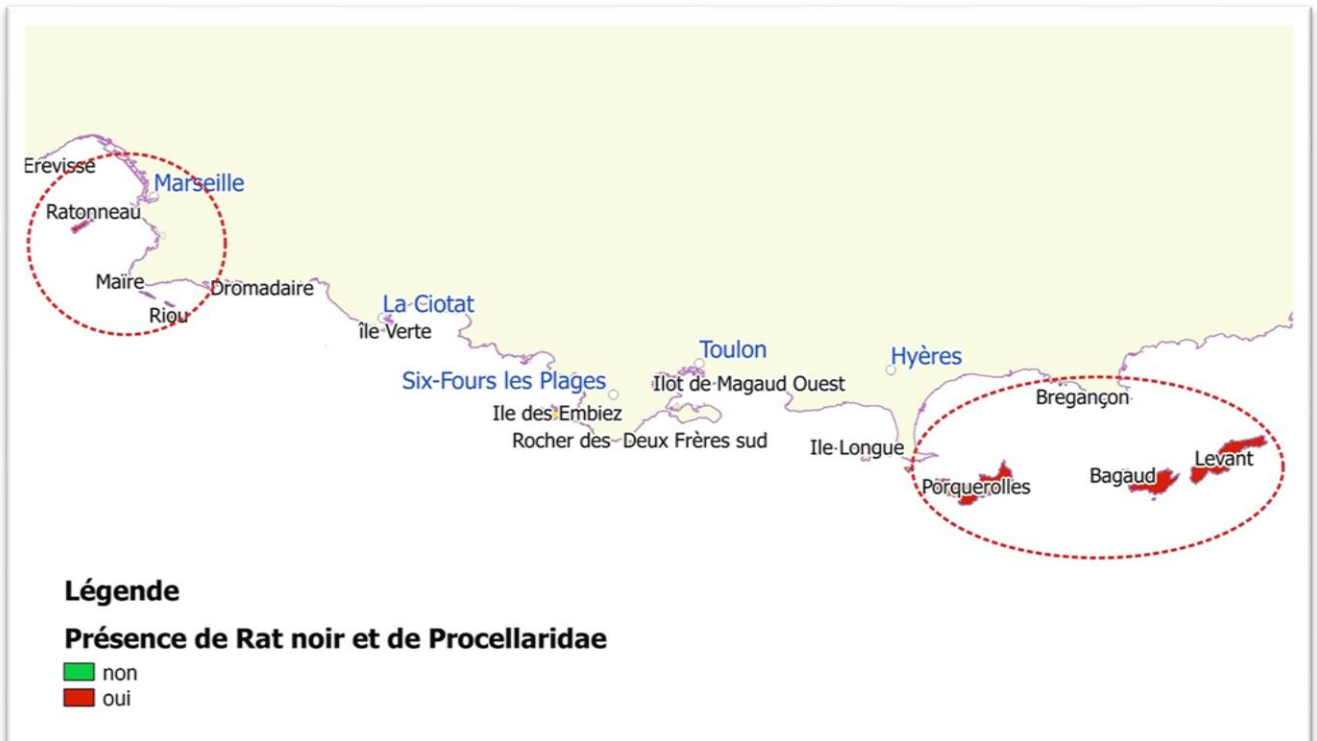 Erevisse
Marseille
Ratonneau
Maïre
Dromadaire
Riou
La Ciotat
île Verte
Toulon
Hyères
Six-Fours les Plages
Ilot de Magaud Ouest
Bregançon
Ile des Embiez
Rocher des Deux Frères sud
Ile Longue
Levant
Bagaud
Porquerolles
Légende
Présence de Rat noir et de Procellaridae
non
oui